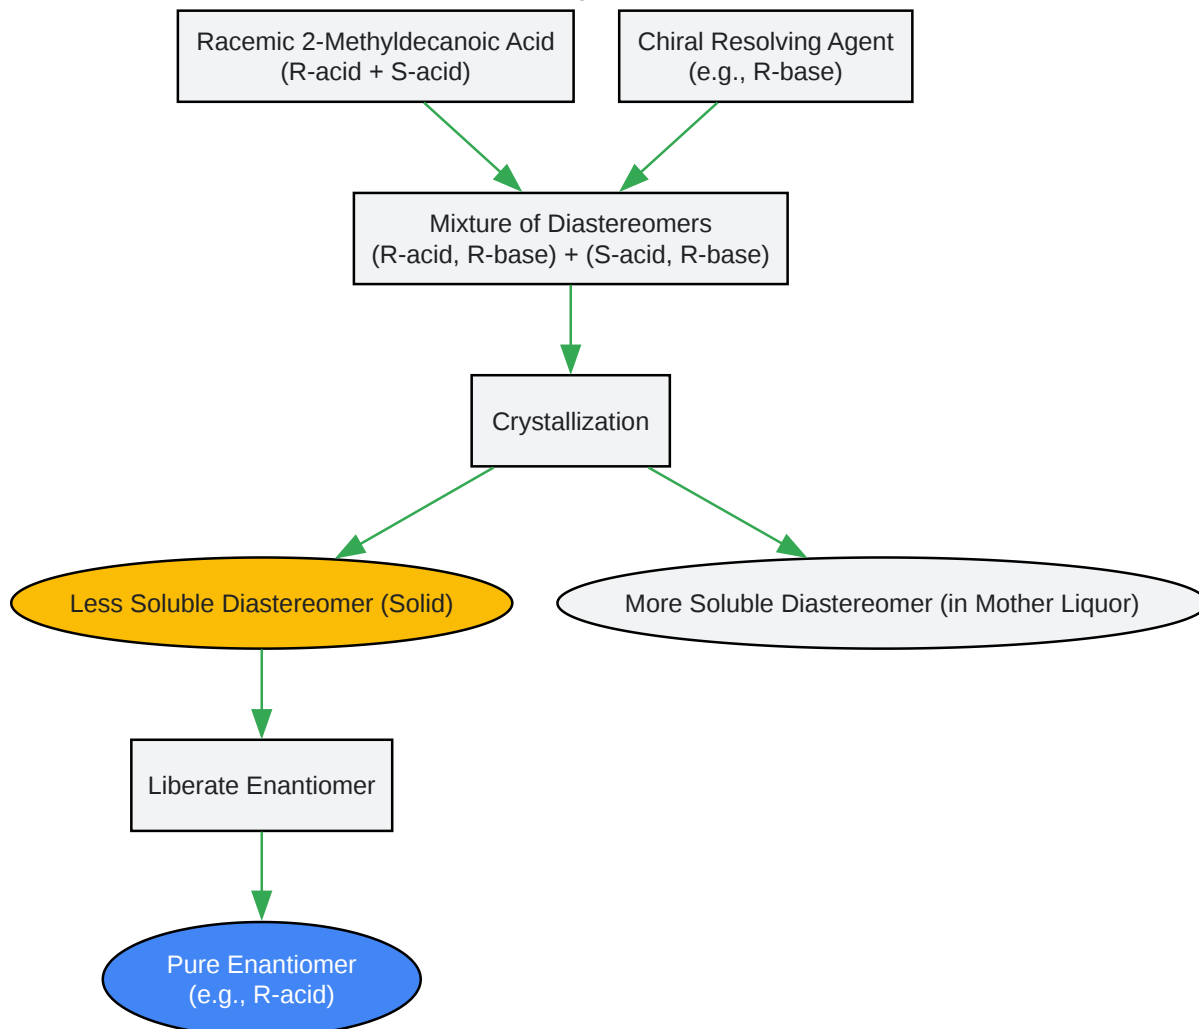 Racemic 2-Methyldecanoic Acid
(R-acid + S-acid)
Chiral Resolving Agent
(e.g., R-base)
Mixture of Diastereomers
(R-acid, R-base) + (S-acid, R-base)
Crystallization
Less Soluble Diastereomer (Solid)
More Soluble Diastereomer (in Mother Liquor)
Liberate Enantiomer
Pure Enantiomer
(e.g., R-acid)